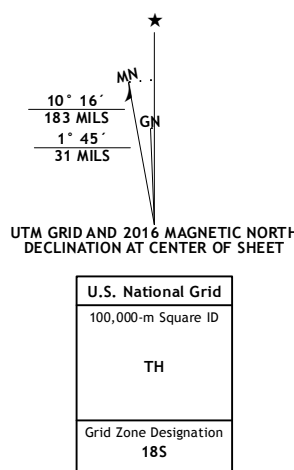 MN
GN
10° 16´
183 MILS
1° 45´
31 MILS
UTM GRID AND 2016 MAGNETIC NORTH
DECLINATION AT CENTER OF SHEET
U.S. National Grid
100,000-m Square ID
TH
Grid Zone Designation
18S